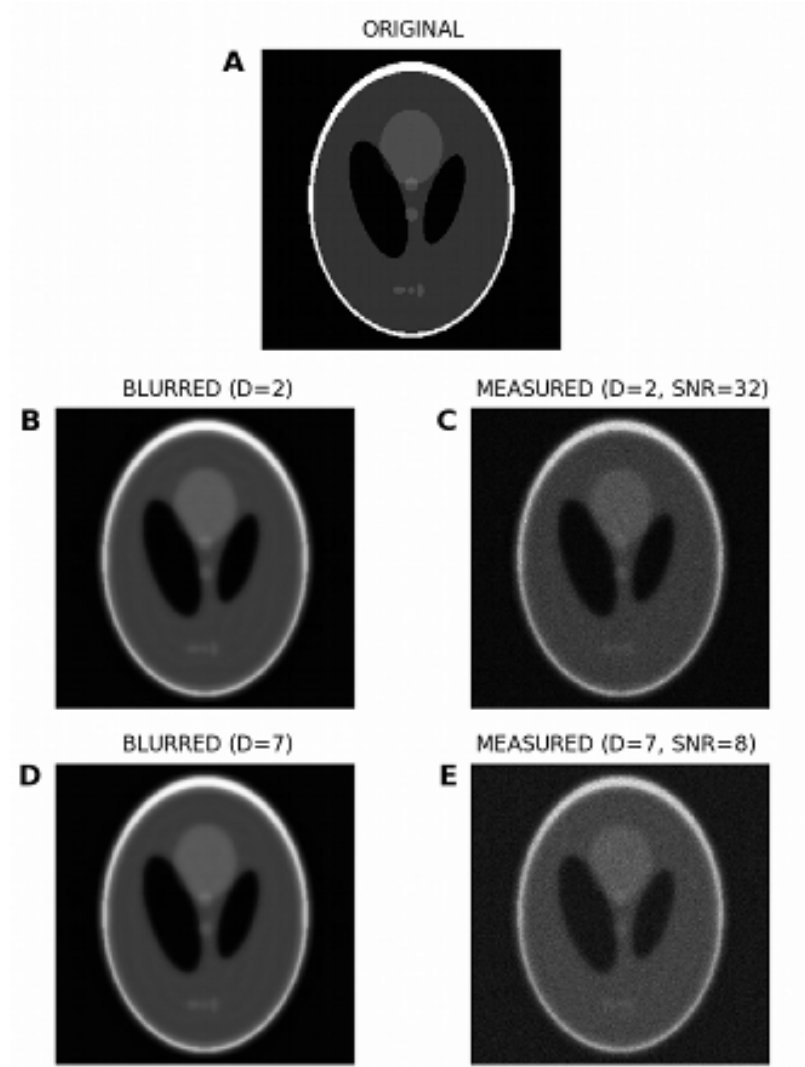 ORIGINAL
A
BLURRED (D=2)
MEASURED (D=2, SNR=32)
B
C
BLURRED (D=7)
MEASURED (D=7, SNR=8)
D
E